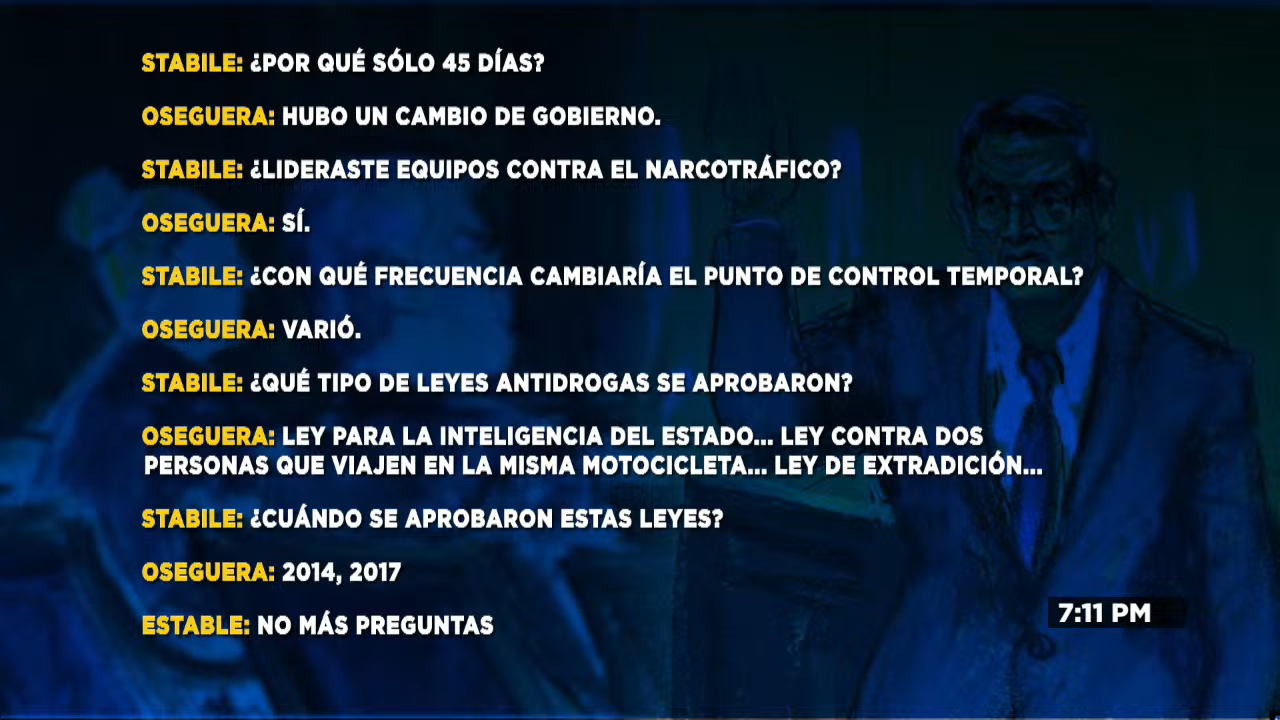 STABILE: ¿POR QUÉ SÓLO 45 DÍAS?
OSEGUERA: HUBO UN CAMBIO DE GOBIERNO.
STABILE: ¿LIDERASTE EQUIPOS CONTRA EL NARCOTRÁFICO?
OSEGUERA: SÍ.
STABILE: ¿CON QUÉ FRECUENCIA CAMBIARÍA EL PUNTO DE CONTROL TEMPORAL?
OSEGUERA: VARIÓ.
STABILE: ¿QUÉ TIPO DE LEYES ANTIDROGAS SE APROBARON?
OSEGUERA: LEY PARA LA INTELIGENCIA DEL ESTADO... LEY CONTRA DOS
PERSONAS QUE VIAJEN EN LA MISMA MOTOCICLETA... LEY DE EXTRADICIÓN...
STABILE: ¿CUÁNDO SE APROBARON ESTAS LEYES?
OSEGUERA: 2014, 2017
ESTABLE: NO MÁS PREGUNTAS
7:11 PM